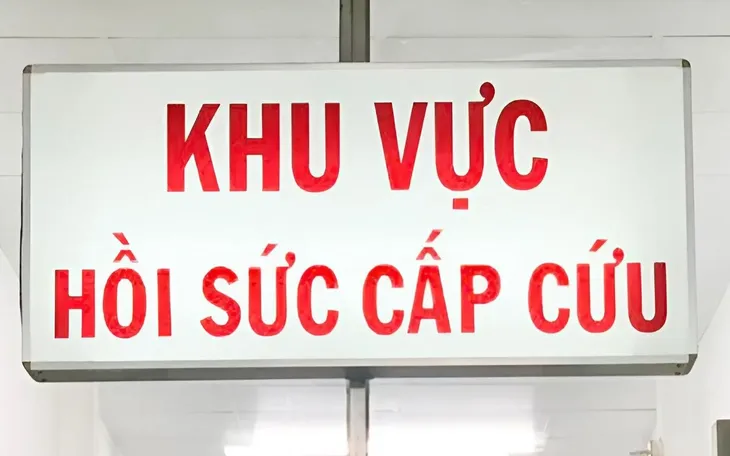 KHU VỰC
HỒI SỨC CẤP CỨU